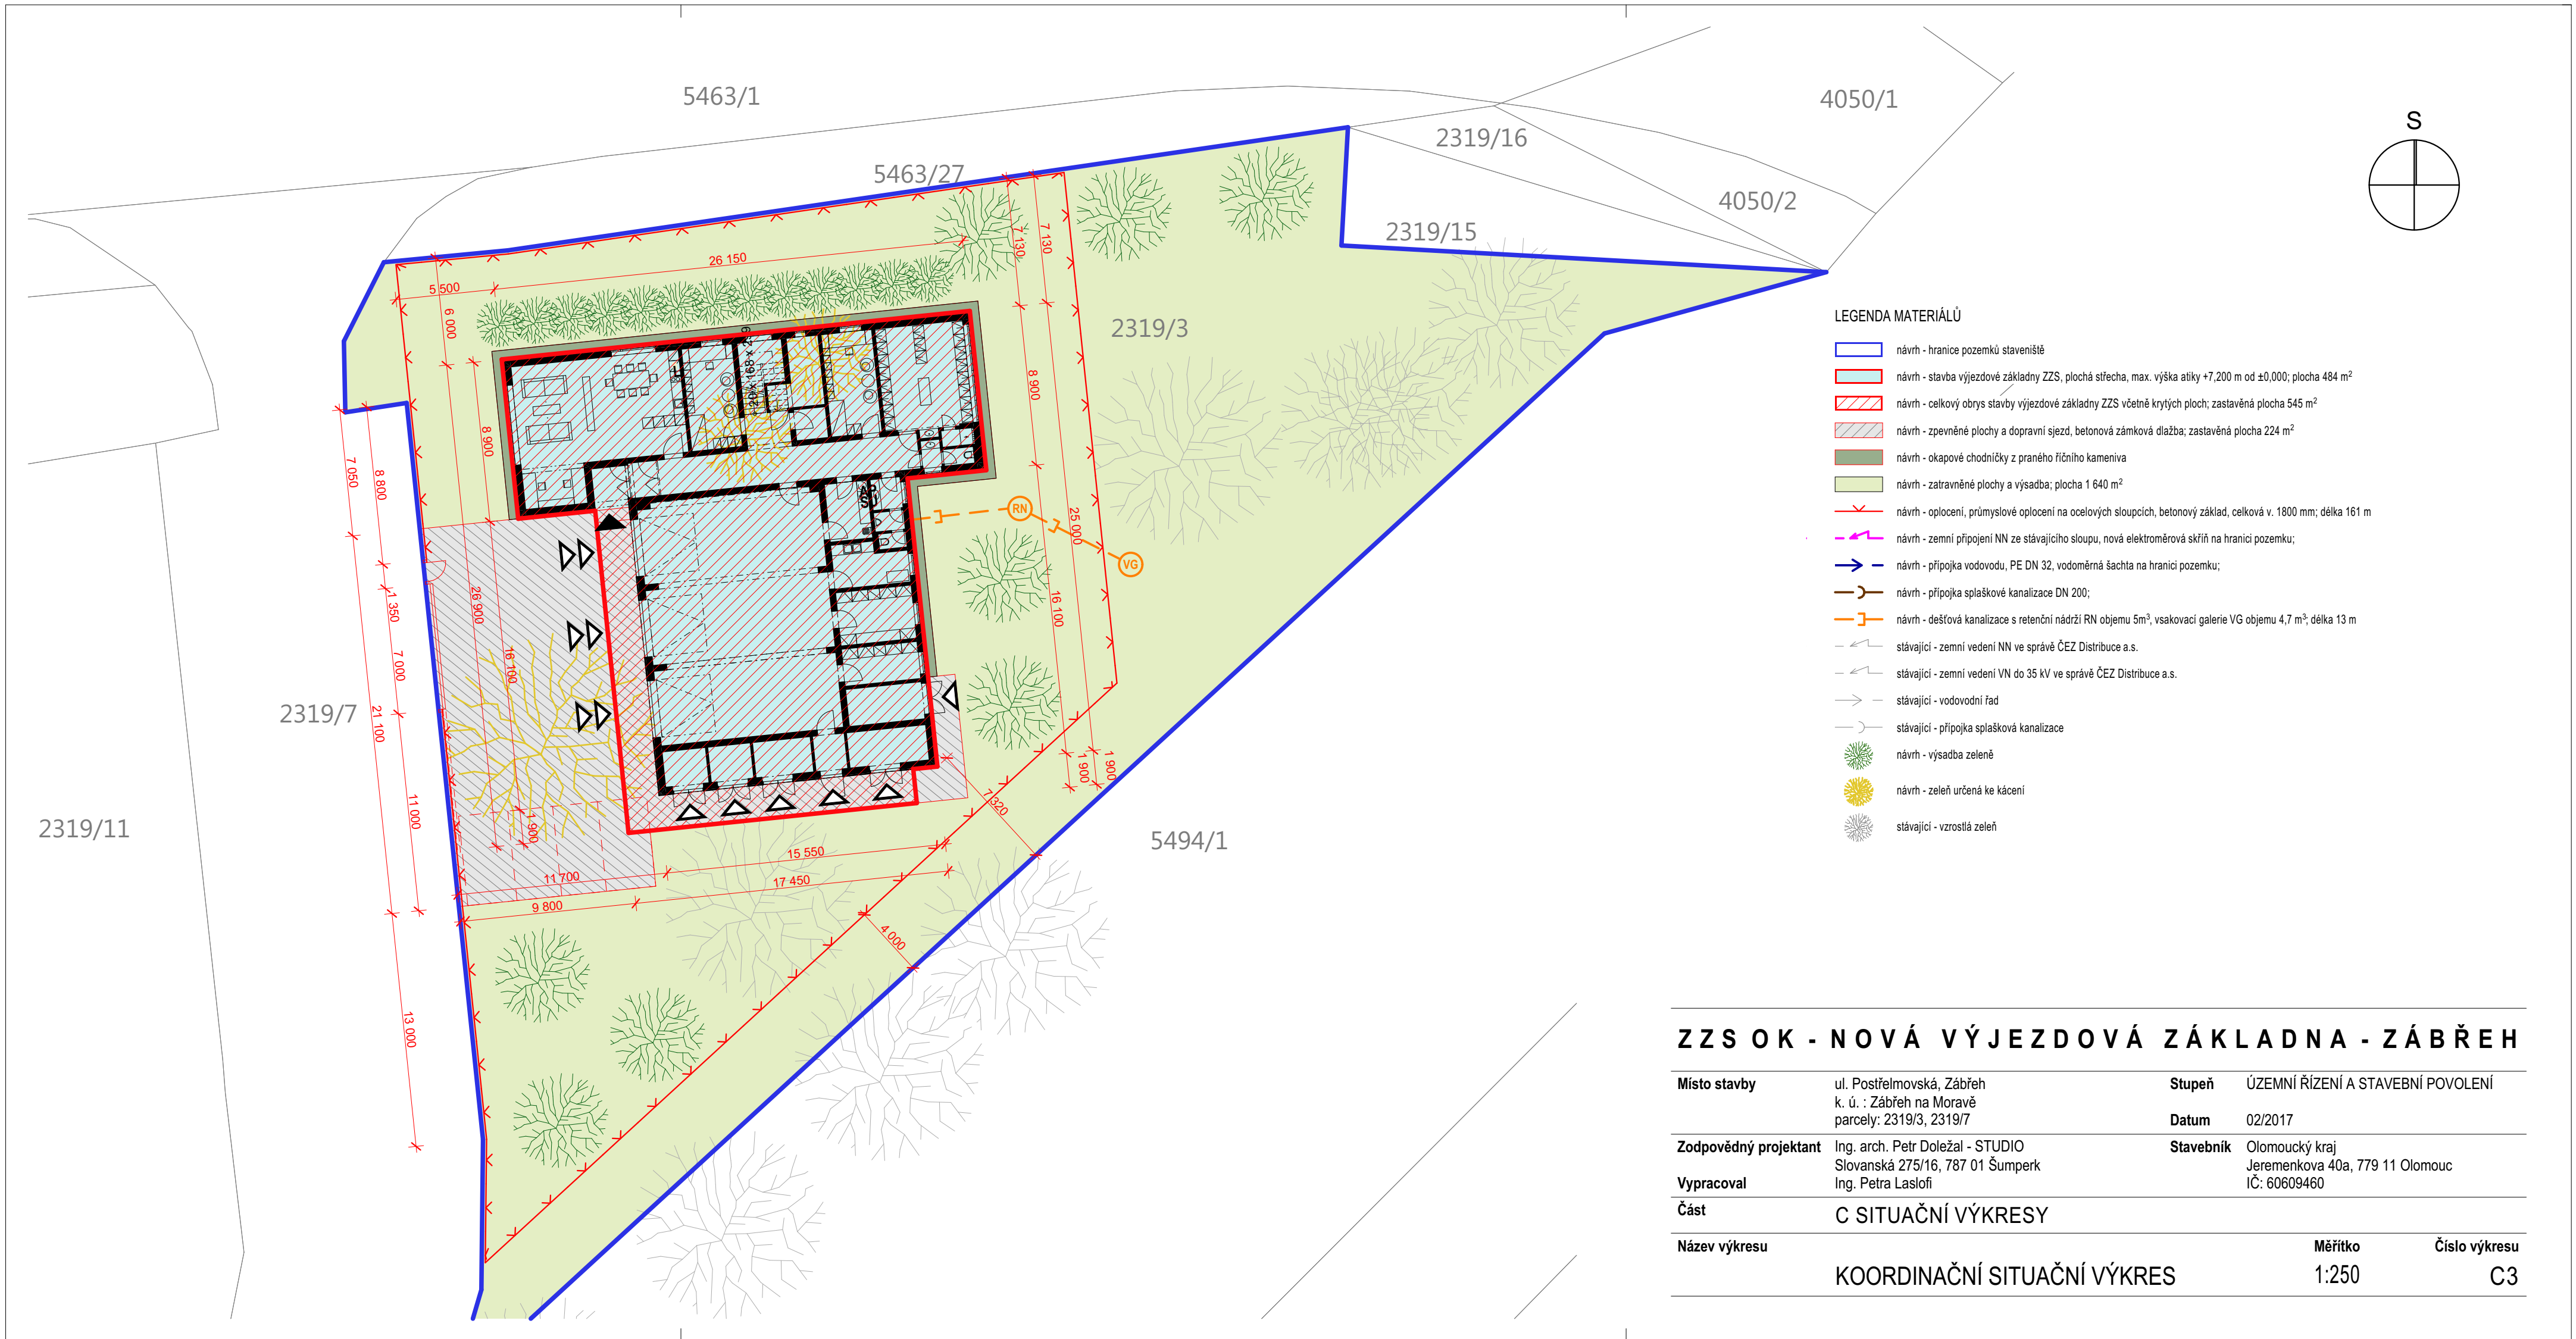 5463/1
4050/1
S
2319/16
5463/27
4050/2
2319/15
7 130
7 130
26 150
5 500
6 000
2319/3
8 900
8 900
7 050
8 800
RN
25 000
VG
1 350
26 900
16 100
16 100
7 000
2319/7
21 100
1 900
1 900
11 000
1 900
7 320
2319/11
5494/1
15 550
11 700
17 450
9 800
4 000
13 000
LEGENDA MATERIÁLŮ
návrh - hranice pozemků staveniště
návrh - stavba výjezdové základny ZZS, plochá střecha, max. výška atiky +7,200 m od ±0,000; plocha 484 m²
návrh - celkový obrys stavby výjezdové základny ZZS včetně krytých ploch; zastavěná plocha 545 m²
návrh - zpevněné plochy a dopravní sjezd, betonová zámková dlažba; zastavěná plocha 224 m²
návrh - okapové chodníčky z praného říčního kameniva
návrh - zatravněné plochy a výsadba; plocha 1 640 m²
návrh - oplocení, průmyslové oplocení na ocelových sloupcích, betonový základ, celková v. 1800 mm; délka 161 m
návrh - zemní připojení NN ze stávajícího sloupu, nová elektroměrová skříň na hranici pozemku;
návrh - přípojka vodovodu, PE DN 32, vodoměrná šachta na hranici pozemku;
návrh - přípojka splaškové kanalizace DN 200;
návrh - dešťová kanalizace s retenční nádrží RN objemu 5m³, vsakovací galerie VG objemu 4,7 m³; délka 13 m
stávající - zemní vedení NN ve správě ČEZ Distribuce a.s.
stávající - zemní vedení VN do 35 kV ve správě ČEZ Distribuce a.s.
stávající - vodovodní řad
stávající - přípojka splašková kanalizace
návrh - výsadba zeleně
návrh - zeleň určená ke kácení
stávající - vzrostlá zeleň
ZZS OK - NOVÁ VÝJEZDOVÁ ZÁKLADNA - ZÁBŘEH
Místo stavby ul. Postřelmovská, Zábřeh Stupeň ÚZEMNÍ ŘÍZENÍ A STAVEBNÍ POVOLENÍ
k. ú. : Zábřeh na Moravě
parcely: 2319/3, 2319/7 Datum 02/2017
Zodpovědný projektant Ing. arch. Petr Doležal - STUDIO Stavebník Olomoucký kraj
Slovanská 275/16, 787 01 Šumperk Jeremenkova 40a, 779 11 Olomouc
Vypracoval Ing. Petra Laslofi IČ: 60609460
Část C SITUAČNÍ VÝKRESY
Název výkresu Měřítko Číslo výkresu
KOORDINAČNÍ SITUAČNÍ VÝKRES 1:250 C3